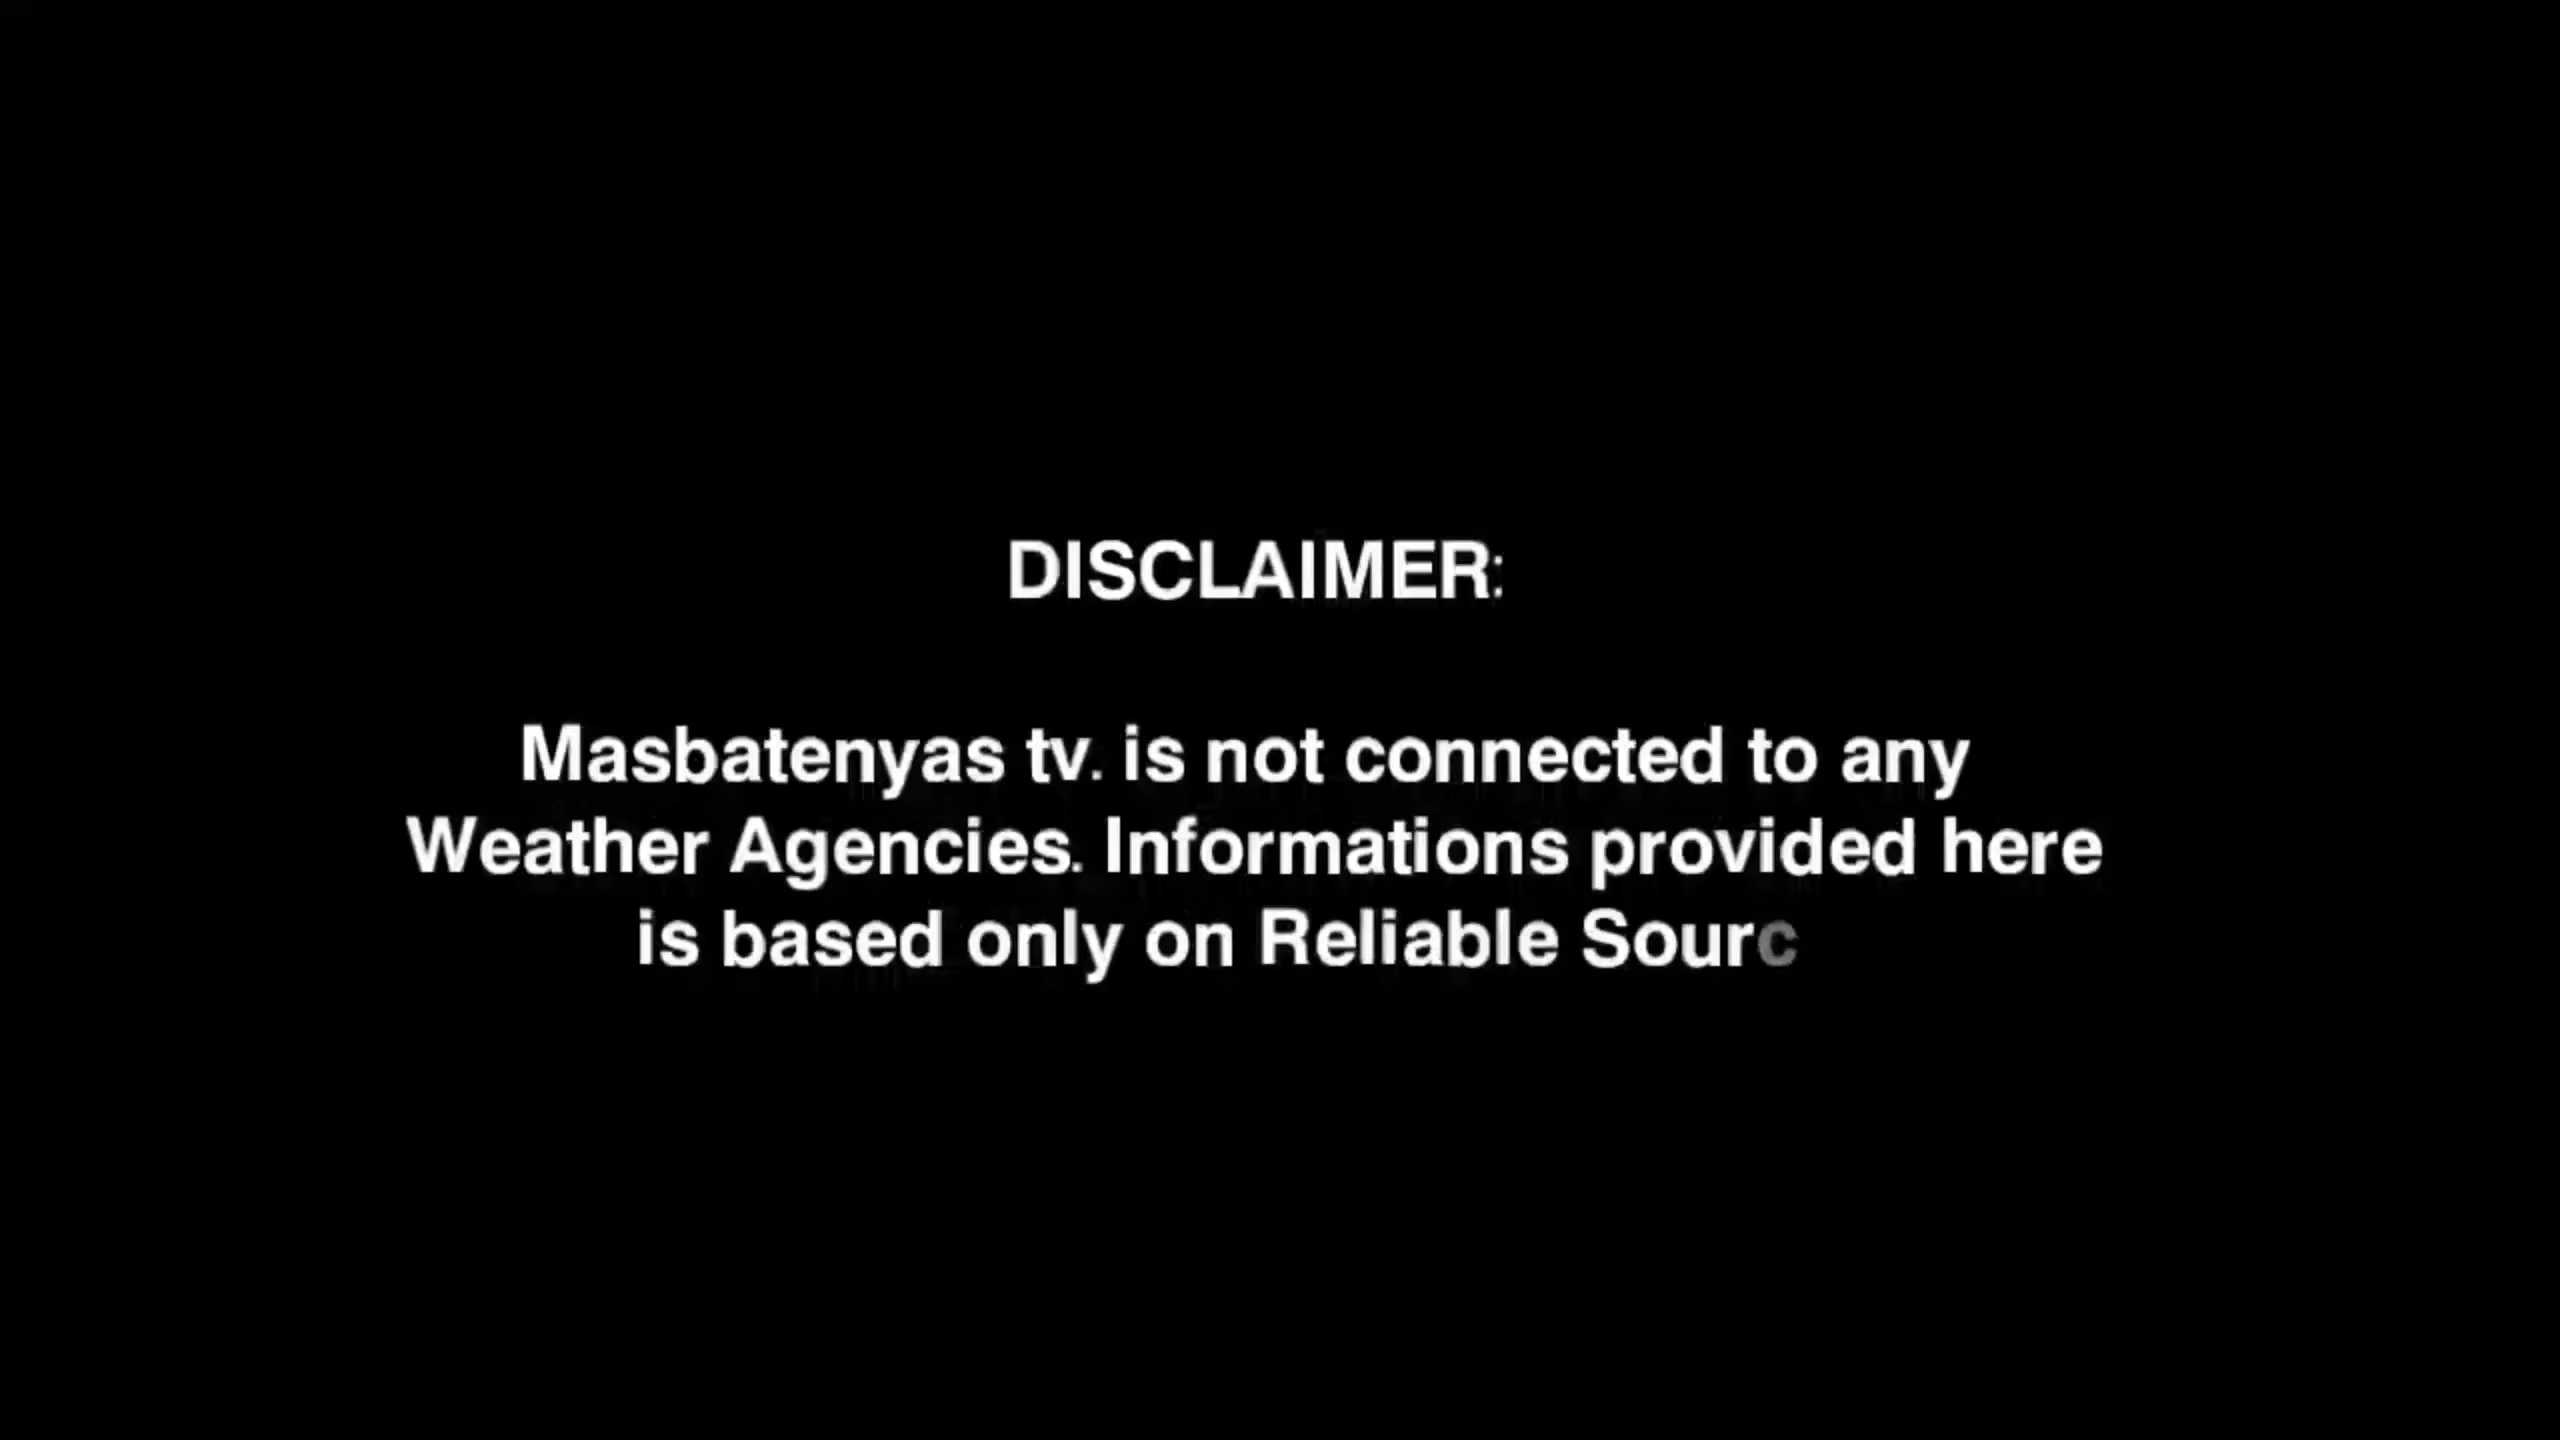 DISCLAIMER:
Masbatenyas tv. is not connected to any
Weather Agencies. Informations provided here
is based only on Reliable Sourc